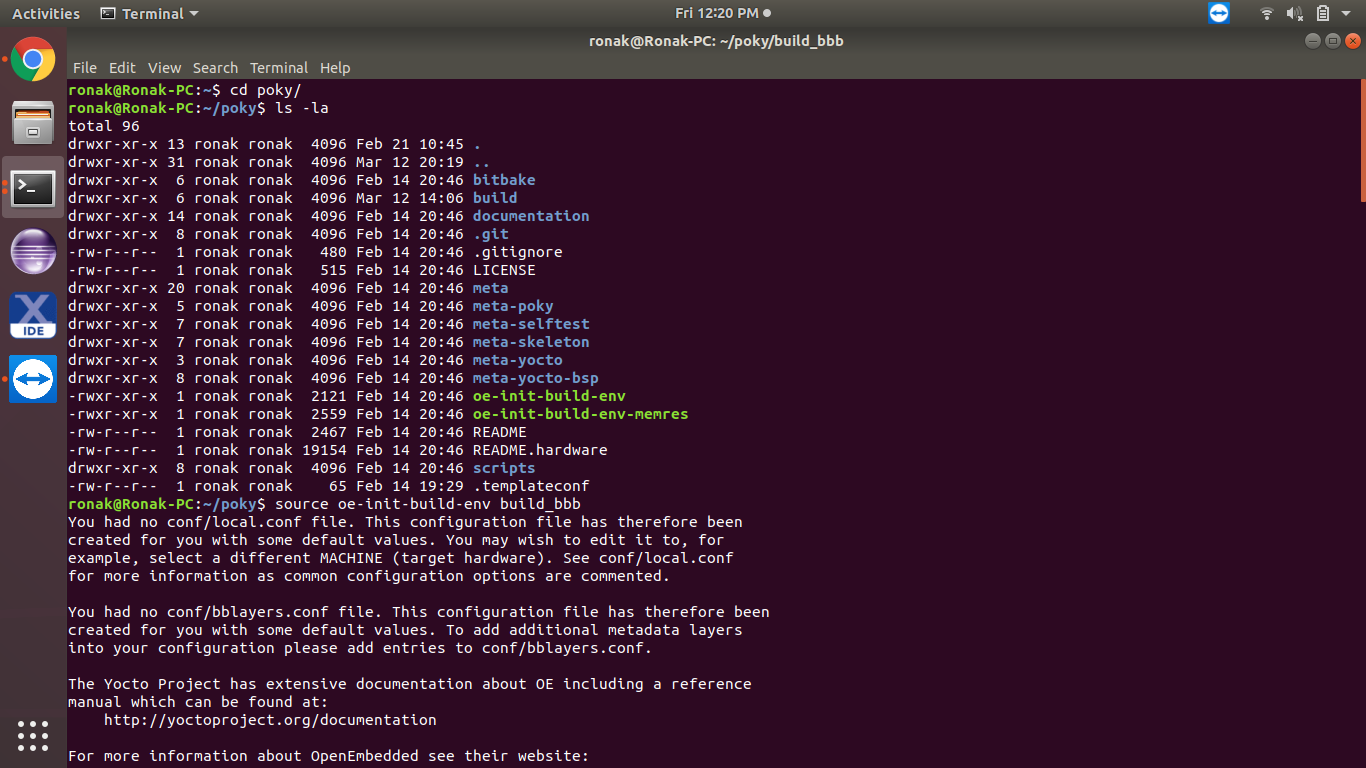 Activities Terminal Fri 12:20 PM
ronak@Ronak-PC: ~/poky/build_bbb
File Edit View Search Terminal Help
ronak@Ronak-PC:~$ cd poky/
ronak@Ronak-PC:~/poky$ ls -la
total 96
drwxr-xr-x 13 ronak ronak  4096 Feb 21 10:45 .
drwxr-xr-x 31 ronak ronak  4096 Mar 12 20:19 ..
drwxr-xr-x  6 ronak ronak  4096 Feb 14 20:46 bitbake
drwxr-xr-x  6 ronak ronak  4096 Mar 12 14:06 build
drwxr-xr-x 14 ronak ronak  4096 Feb 14 20:46 documentation
drwxr-xr-x  8 ronak ronak  4096 Feb 14 20:46 .git
-rw-r--r--  1 ronak ronak   480 Feb 14 20:46 .gitignore
-rw-r--r--  1 ronak ronak   515 Feb 14 20:46 LICENSE
drwxr-xr-x 20 ronak ronak  4096 Feb 14 20:46 meta
drwxr-xr-x  5 ronak ronak  4096 Feb 14 20:46 meta-poky
drwxr-xr-x  7 ronak ronak  4096 Feb 14 20:46 meta-selftest
drwxr-xr-x  7 ronak ronak  4096 Feb 14 20:46 meta-skeleton
drwxr-xr-x  3 ronak ronak  4096 Feb 14 20:46 meta-yocto
drwxr-xr-x  8 ronak ronak  4096 Feb 14 20:46 meta-yocto-bsp
-rwxr-xr-x  1 ronak ronak  2121 Feb 14 20:46 oe-init-build-env
-rwxr-xr-x  1 ronak ronak  2559 Feb 14 20:46 oe-init-build-env-memres
-rw-r--r--  1 ronak ronak  2467 Feb 14 20:46 README
-rw-r--r--  1 ronak ronak 19154 Feb 14 20:46 README.hardware
drwxr-xr-x  8 ronak ronak  4096 Feb 14 20:46 scripts
-rw-r--r--  1 ronak ronak    65 Feb 14 19:29 .templateconf
ronak@Ronak-PC:~/poky$ source oe-init-build-env build_bbb
You had no conf/local.conf file. This configuration file has therefore been
created for you with some default values. You may wish to edit it to, for
example, select a different MACHINE (target hardware). See conf/local.conf
for more information as common configuration options are commented.
You had no conf/bblayers.conf file. This configuration file has therefore been
created for you with some default values. To add additional metadata layers
into your configuration please add entries to conf/bblayers.conf.
The Yocto Project has extensive documentation about OE including a reference
manual which can be found at:
    http://yoctoproject.org/documentation
For more information about OpenEmbedded see their website:
X
IDE